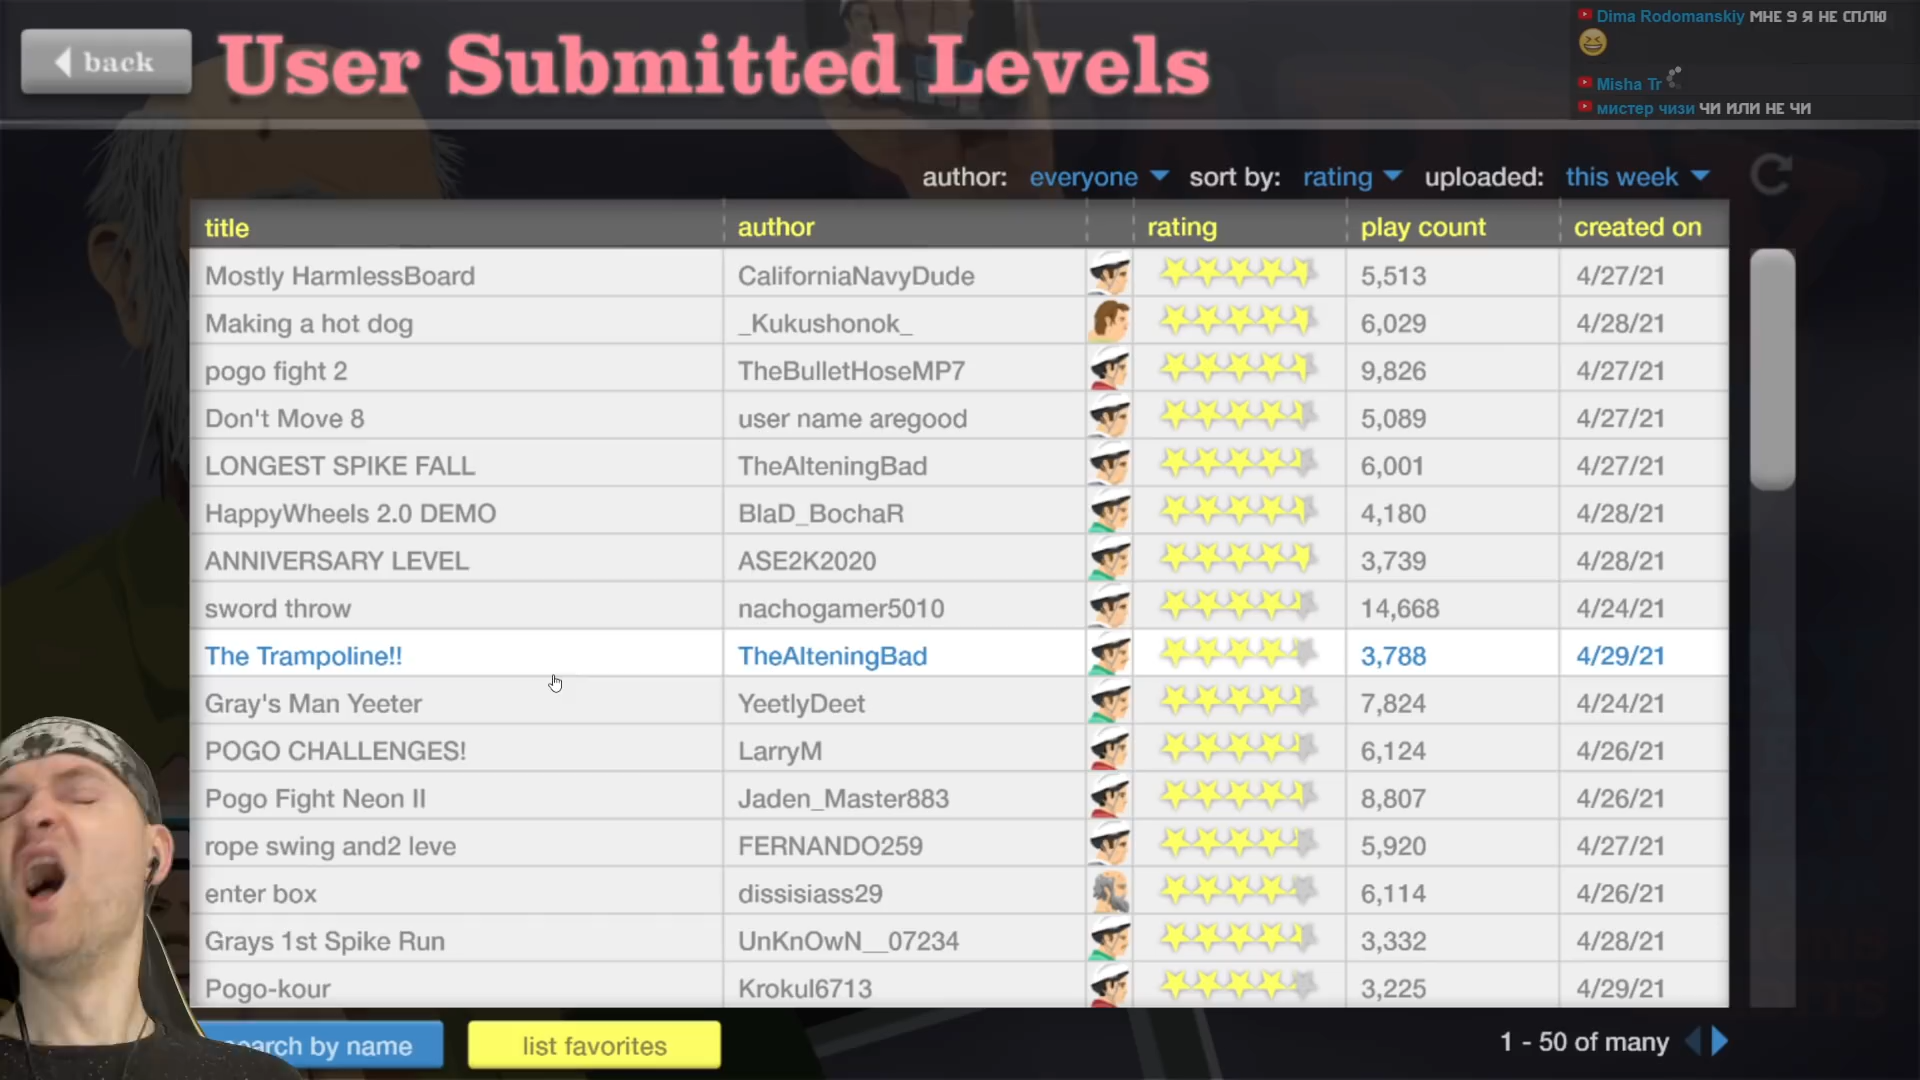 back
User Submitted Levels
Dima Rodomanskiy МНЕ 9 Я НЕ СПЛЮ
Misha Tr
мистер чизи ЧИ ИЛИ НЕ ЧИ
author: everyone sort by: rating uploaded: this week
title author rating play count created on
Mostly HarmlessBoard CaliforniaNavyDude 5,513 4/27/21
Making a hot dog _Kukushonok_ 6,029 4/28/21
pogo fight 2 TheBulletHoseMP7 9,826 4/27/21
Don't Move 8 user name aregood 5,089 4/27/21
LONGEST SPIKE FALL TheAlteningBad 6,001 4/27/21
HappyWheels 2.0 DEMO BlaD_BochaR 4,180 4/28/21
ANNIVERSARY LEVEL ASE2K2020 3,739 4/28/21
sword throw nachogamer5010 14,668 4/24/21
The Trampoline!! TheAlteningBad 3,788 4/29/21
Gray's Man Yeeter YeetlyDeet 7,824 4/24/21
POGO CHALLENGES! LarryM 6,124 4/26/21
Pogo Fight Neon II Jaden_Master883 8,807 4/26/21
rope swing and2 leve FERNANDO259 5,920 4/27/21
enter box dissisiass29 6,114 4/26/21
Grays 1st Spike Run UnKnOwN__07234 3,332 4/28/21
Pogo-kour Krokul6713 3,225 4/29/21
earch by name list favorites 1 - 50 of many